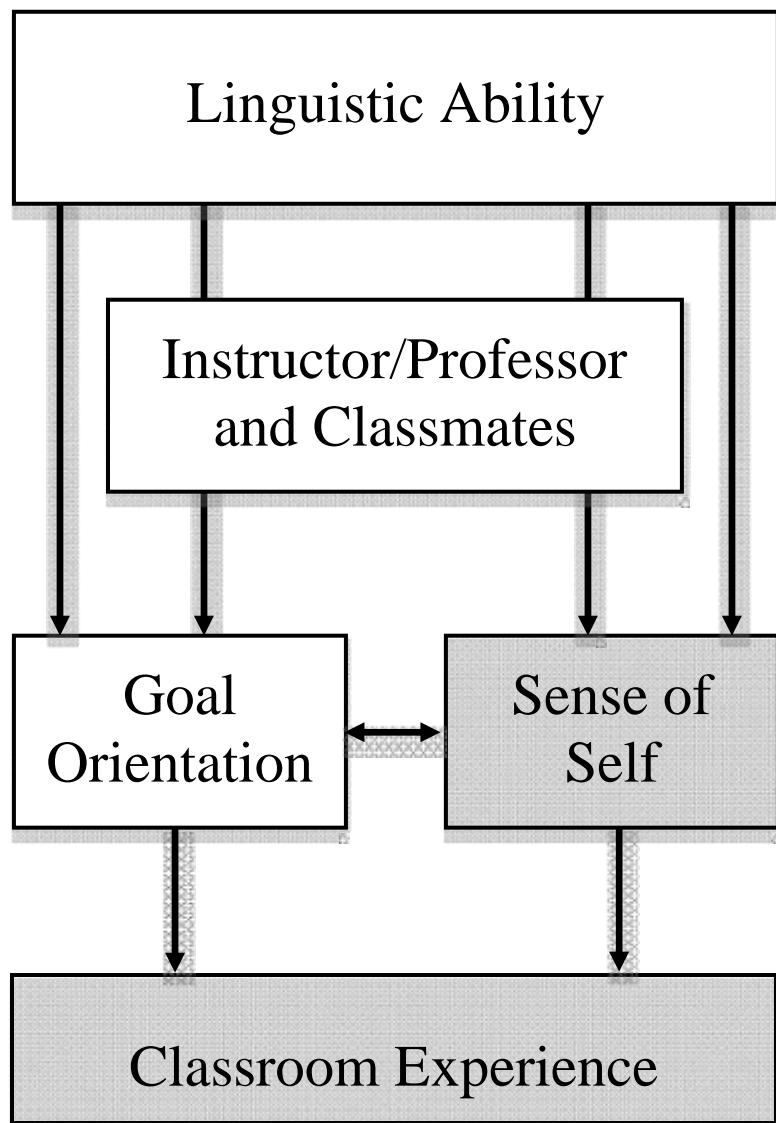 Linguistic Ability
Instructor/Professor
and Classmates
Goal
Orientation
Sense of
Self
Classroom Experience